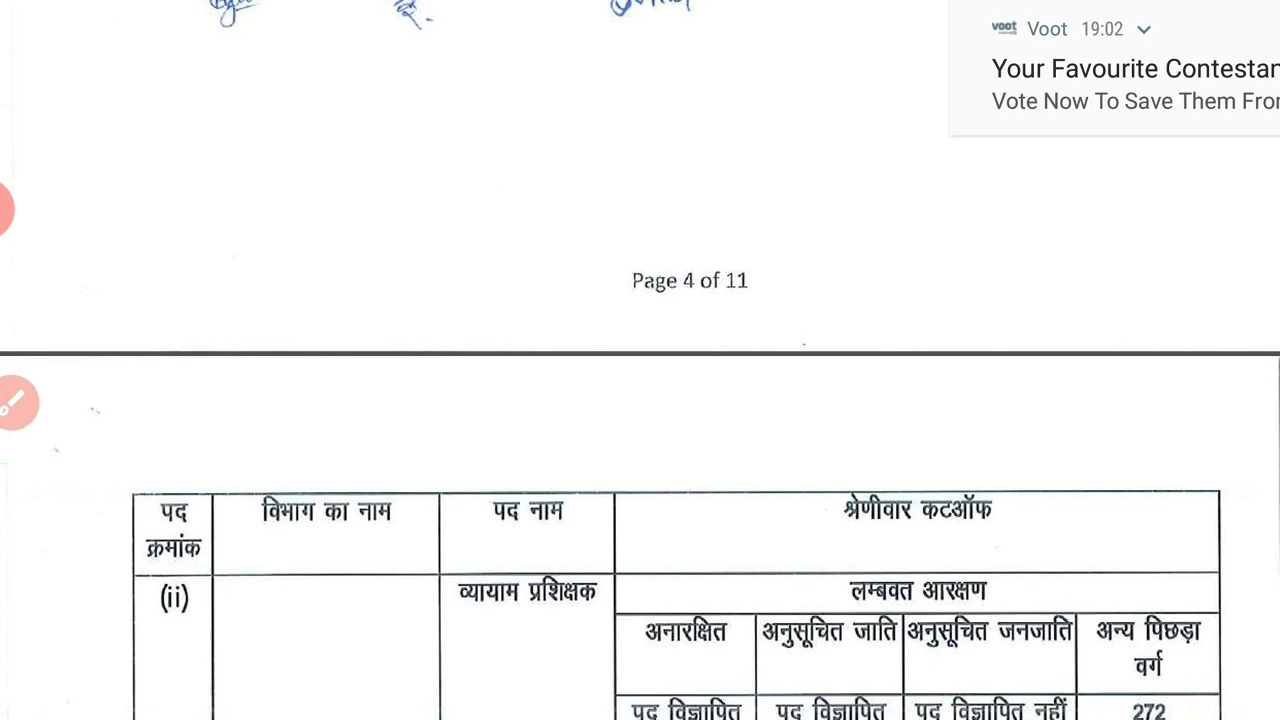 voot Voot 19:02
Your Favourite Contestan
Vote Now To Save Them Fro
Page 4 of 11
पद क्रमांक
विभाग का नाम
पद नाम
श्रेणीवार कटऑफ
(ii)
व्यायाम प्रशिक्षक
लम्बवत आरक्षण
अनारक्षित
अनुसूचित जाति
अनुसूचित जनजाति
अन्य पिछड़ा
वर्ग
पद विज्ञापित
पद विज्ञापित
पद विज्ञापित नहीं
272